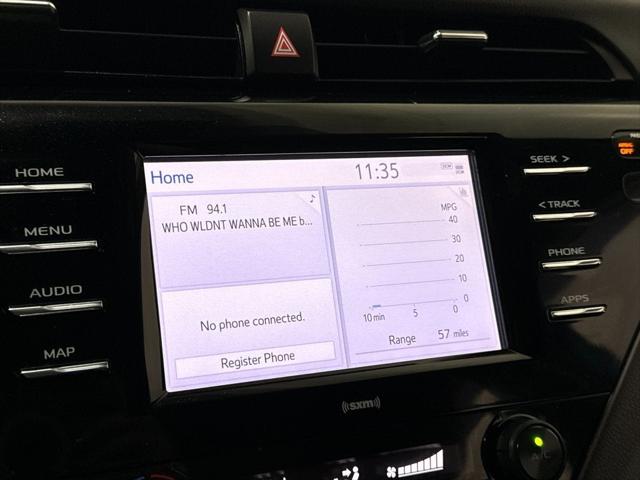 HOME
MENU
AUDIO
MAP
Home
11:35
FM 94.1
WHO WLDNT WANNA BE ME b...
No phone connected.
Register Phone
MPG
40
30
20
10
0
10 min 5 0
Range 57 miles
sxm
SEEK >
< TRACK
PHONE
APPS
OFF
A/C